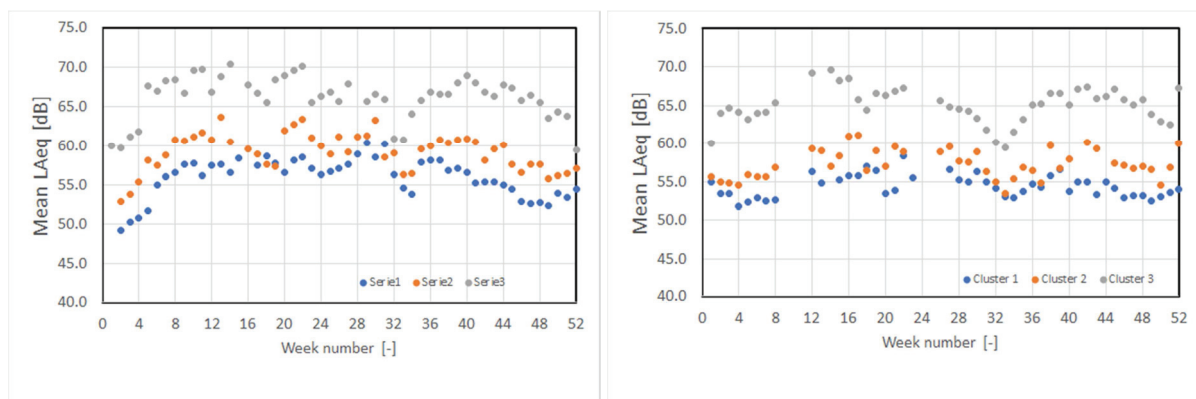 75.0
70.0
65.0
60.0
55.0
50.0
45.0
40.0
Mean LAeq [dB]
Serie1 Serie2 Serie3
0 4 8 12 16 20 24 28 32 36 40 44 48 52
Week number [-]
75.0
70.0
65.0
60.0
55.0
50.0
45.0
40.0
Mean LAeq [dB]
Cluster 1 Cluster 2 Cluster 3
0 4 8 12 16 20 24 28 32 36 40 44 48 52
Week number [-]